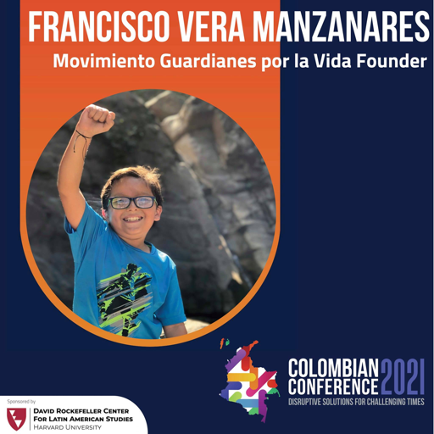 FRANCISCO VERA MANZANARES
Movimiento Guardianes por la Vida Founder
COLOMBIAN
CONFERENCE 2021
DISRUPTIVE SOLUTIONS FOR CHALLENGING TIMES
Sponsored by
DAVID ROCKEFELLER CENTER
FOR LATIN AMERICAN STUDIES
HARVARD UNIVERSITY